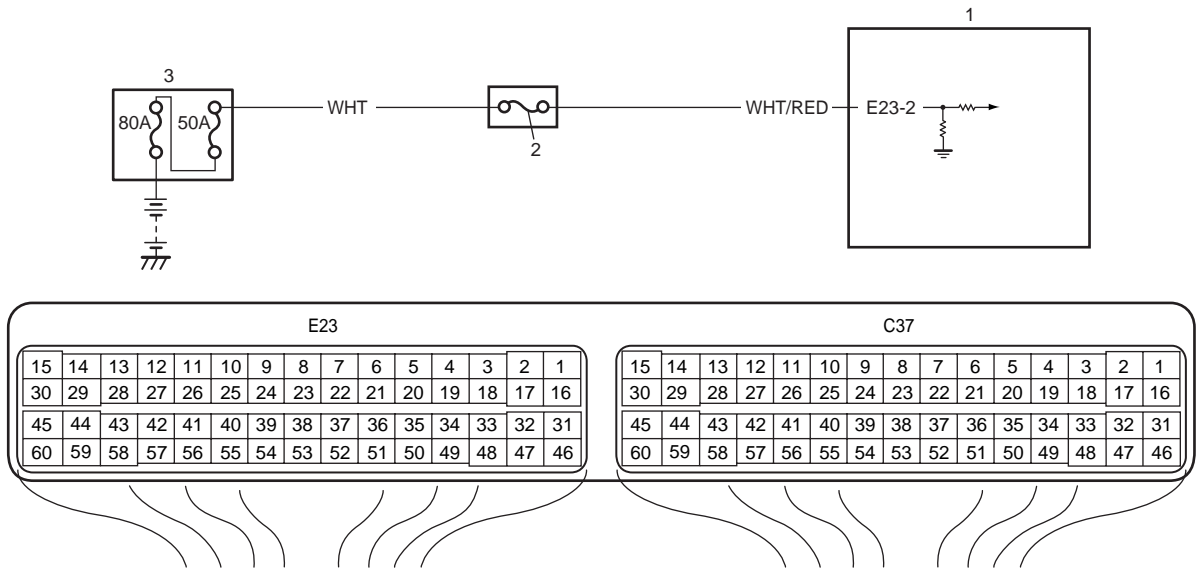 1
3
80A 50A WHT 2 WHT/RED E23-2
E23 C37
15 14 13 12 11 10 9 8 7 6 5 4 3 2 1
30 29 28 27 26 25 24 23 22 21 20 19 18 17 16
45 44 43 42 41 40 39 38 37 36 35 34 33 32 31
60 59 58 57 56 55 54 53 52 51 50 49 48 47 46
15 14 13 12 11 10 9 8 7 6 5 4 3 2 1
30 29 28 27 26 25 24 23 22 21 20 19 18 17 16
45 44 43 42 41 40 39 38 37 36 35 34 33 32 31
60 59 58 57 56 55 54 53 52 51 50 49 48 47 46